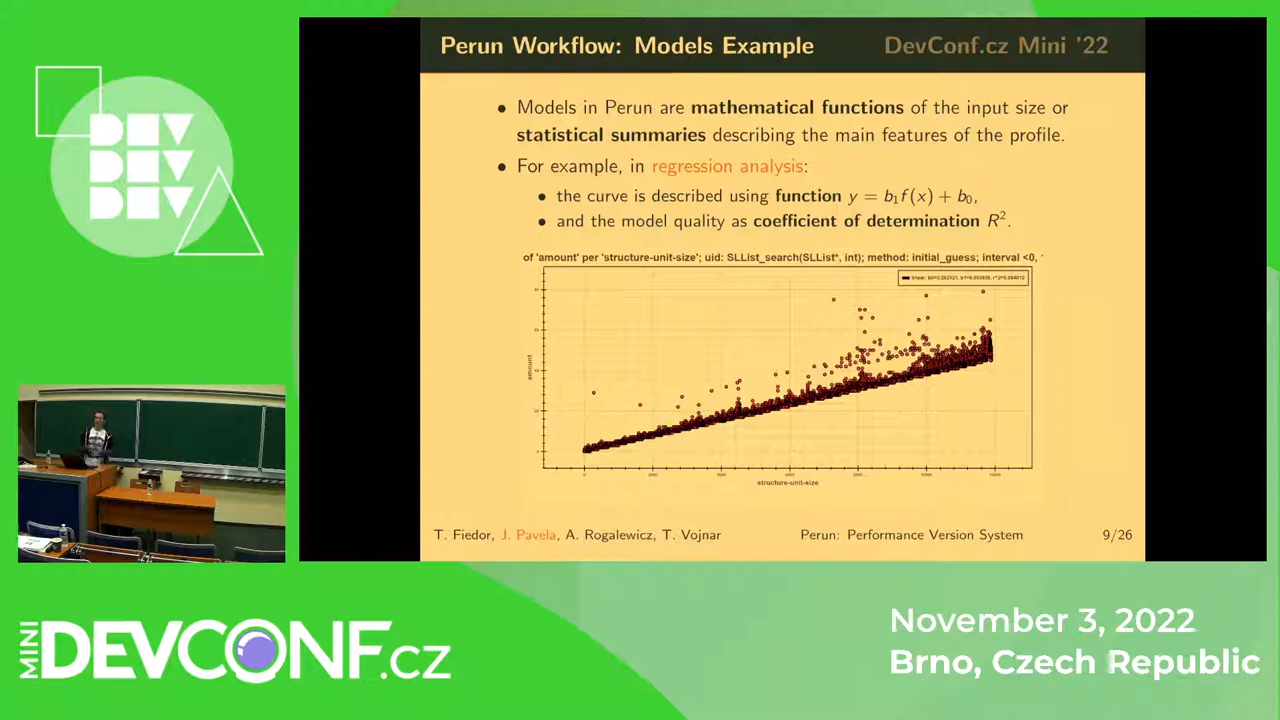 Perun Workflow: Models Example
DevConf.cz Mini '22
• Models in Perun are mathematical functions of the input size or
statistical summaries describing the main features of the profile.
• For example, in regression analysis:
• the curve is described using function y = b₁f(x) + b₀,
• and the model quality as coefficient of determination R².
of 'amount' per 'structure-unit-size'; uid: SLList_search(SLList*, int); method: initial_guess; interval <0,
amount
structure-unit-size
T. Fiedor, J. Pavela, A. Rogalewicz, T. Vojnar
Perun: Performance Version System
9/26
DEV
DEV
DEV
MINI
DEVCONF.cz
November 3, 2022
Brno, Czech Republic